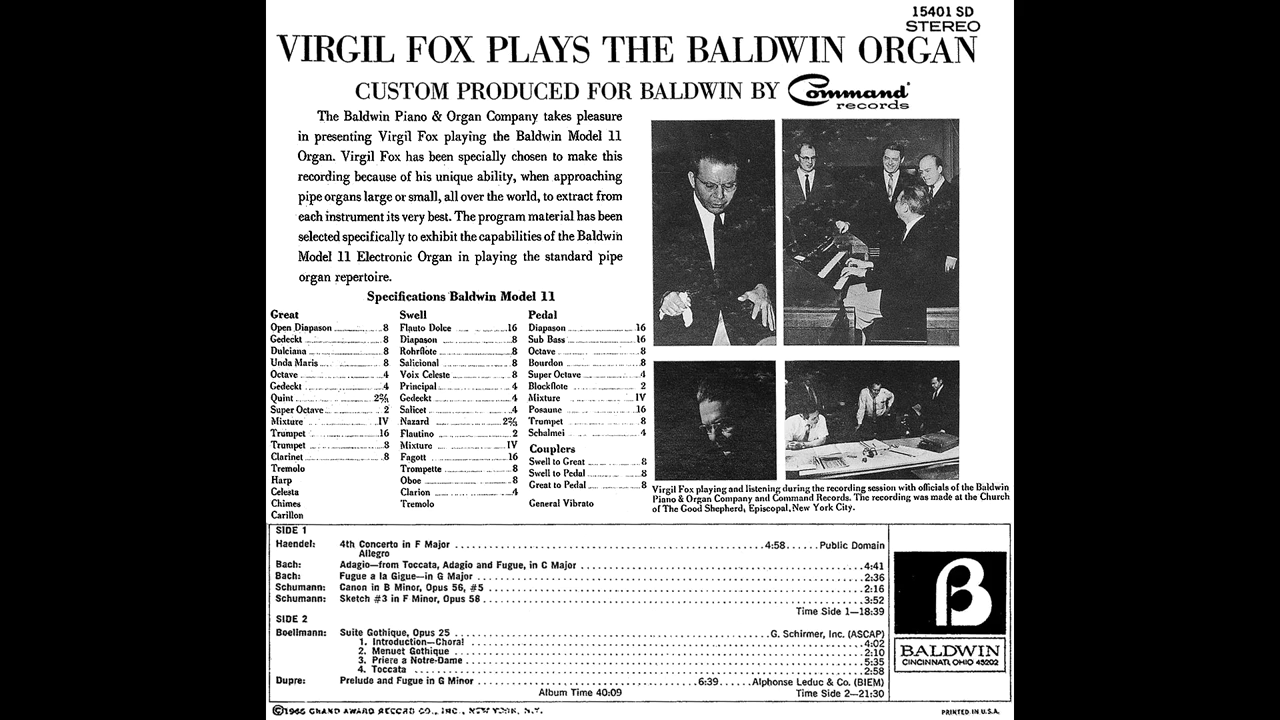 15401 SD
STEREO
VIRGIL FOX PLAYS THE BALDWIN ORGAN
CUSTOM PRODUCED FOR BALDWIN BY Command records
The Baldwin Piano & Organ Company takes pleasure
in presenting Virgil Fox playing the Baldwin Model 11
Organ. Virgil Fox has been specially chosen to make this
recording because of his unique ability, when approaching
pipe organs large or small, all over the world, to extract from
each instrument its very best. The program material has been
selected specifically to exhibit the capabilities of the Baldwin
Model 11 Electronic Organ in playing the standard pipe
organ repertoire.
Specifications Baldwin Model 11
Great
Open Diapason 8
Gedeckt 8
Dulciana 8
Unda Maris 8
Octave 4
Gedeckt 4
Quint 2⅔
Super Octave 2
Mixture IV
Trumpet 16
Trumpet 8
Clarinet 8
Tremolo
Harp
Celesta
Chimes
Carillon
Swell
Flauto Dolce 16
Diapason 8
Rohrflote 8
Salicional 8
Voix Celeste 8
Principal 4
Gedeckt 4
Salicet 4
Nazard 2⅔
Flautino 2
Mixture IV
Fagott 16
Trompette 8
Oboe 8
Clarion 4
Tremolo
Pedal
Diapason 16
Sub Bass 16
Octave 8
Bourdon 8
Super Octave 4
Blockflote 2
Mixture IV
Posaune 16
Trumpet 8
Schalmei 4
Couplers
Swell to Great 8
Swell to Pedal 8
Great to Pedal 8
General Vibrato
Virgil Fox playing and listening during the recording session with officials of the Baldwin
Piano & Organ Company and Command Records. The recording was made at the Church
of The Good Shepherd, Episcopal, New York City.
SIDE 1
Haendel: 4th Concerto in F Major 4:58 Public Domain
Allegro
Bach: Adagio—from Toccata, Adagio and Fugue, in C Major 4:41
Bach: Fugue a la Gigue—in G Major 2:36
Schumann: Canon in B Minor, Opus 56, #5 2:16
Schumann: Sketch #3 in F Minor, Opus 58 3:52
Time Side 1—18:39
SIDE 2
Boellmann: Suite Gothique, Opus 25 G. Schirmer, Inc. (ASCAP)
1. Introduction—Choral 4:02
2. Menuet Gothique 2:10
3. Priere a Notre-Dame 5:35
4. Toccata 2:58
Dupre: Prelude and Fugue in G Minor 6:39 Alphonse Leduc & Co. (BIEM)
Album Time 40:09 Time Side 2—21:30
B
BALDWIN
CINCINNATI, OHIO 45202
©1966 GRAND AWARD RECORD CO., INC., NEW YORK, N.Y.
PRINTED IN U.S.A.